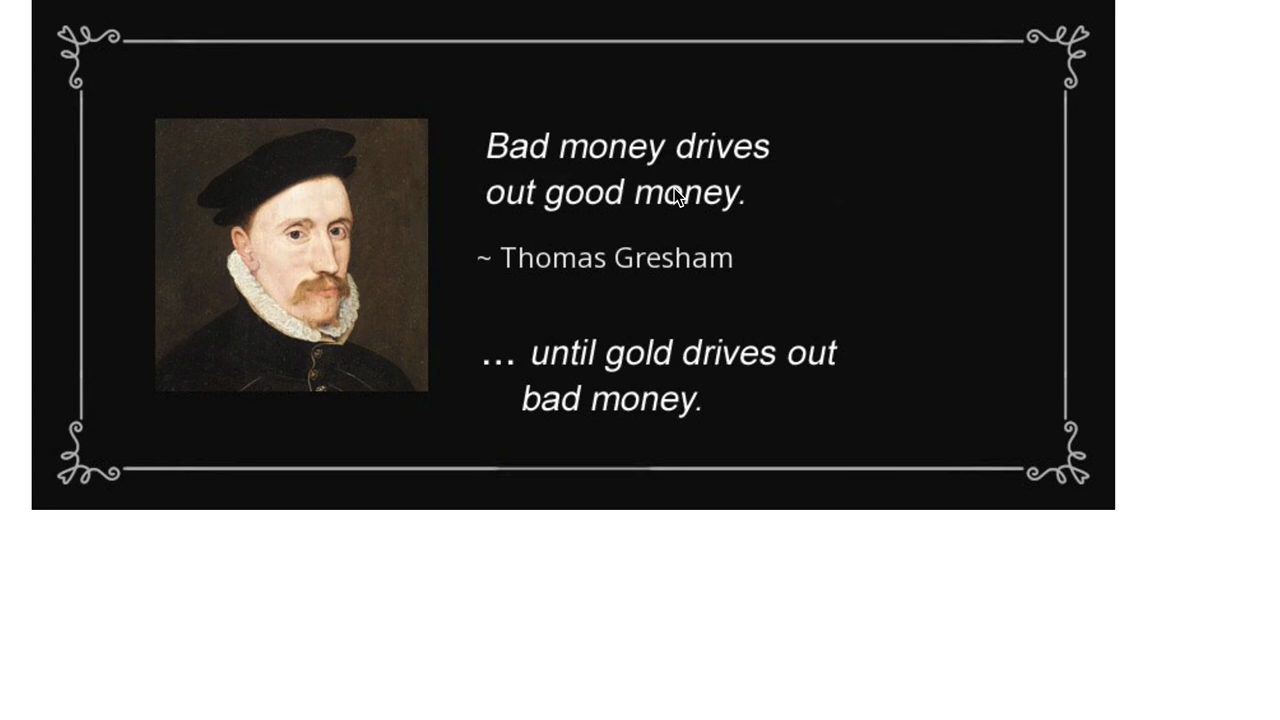 Bad money drives
out good money.
~ Thomas Gresham
... until gold drives out
bad money.